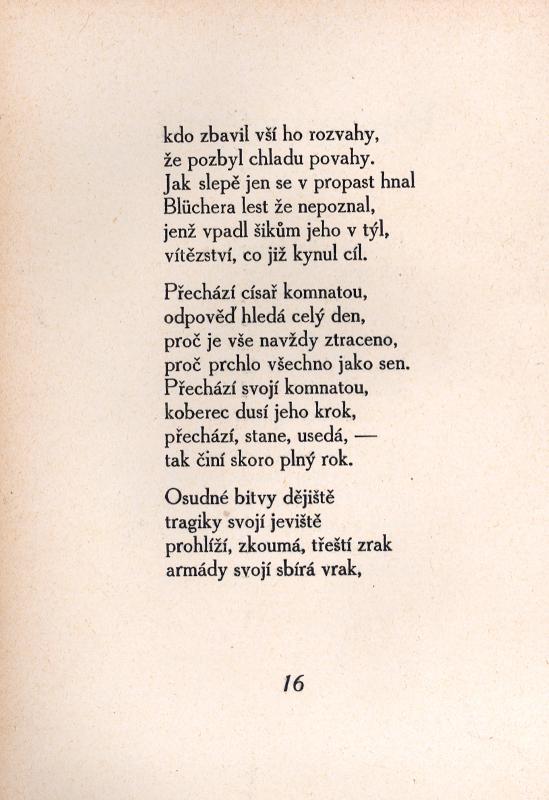 kdo zbavil vší ho rozvahy,
že pozbyl chladu povahy.
Jak slepě jen se v propast hnal
Blüchera lest že nepoznal,
jenž vpadl šikům jeho v týl,
vítězství, co již kynul cíl.
Přechází císař komnatou,
odpověď hledá celý den,
proč je vše navždy ztraceno,
proč prchlo všechno jako sen.
Přechází svojí komnatou,
koberec dusí jeho krok,
přechází, stane, usedá, —
tak činí skoro plný rok.
Osudné bitvy dějiště
tragiky svojí jeviště
prohlíží, zkoumá, třeští zrak
armády svojí sbírá vrak,
16